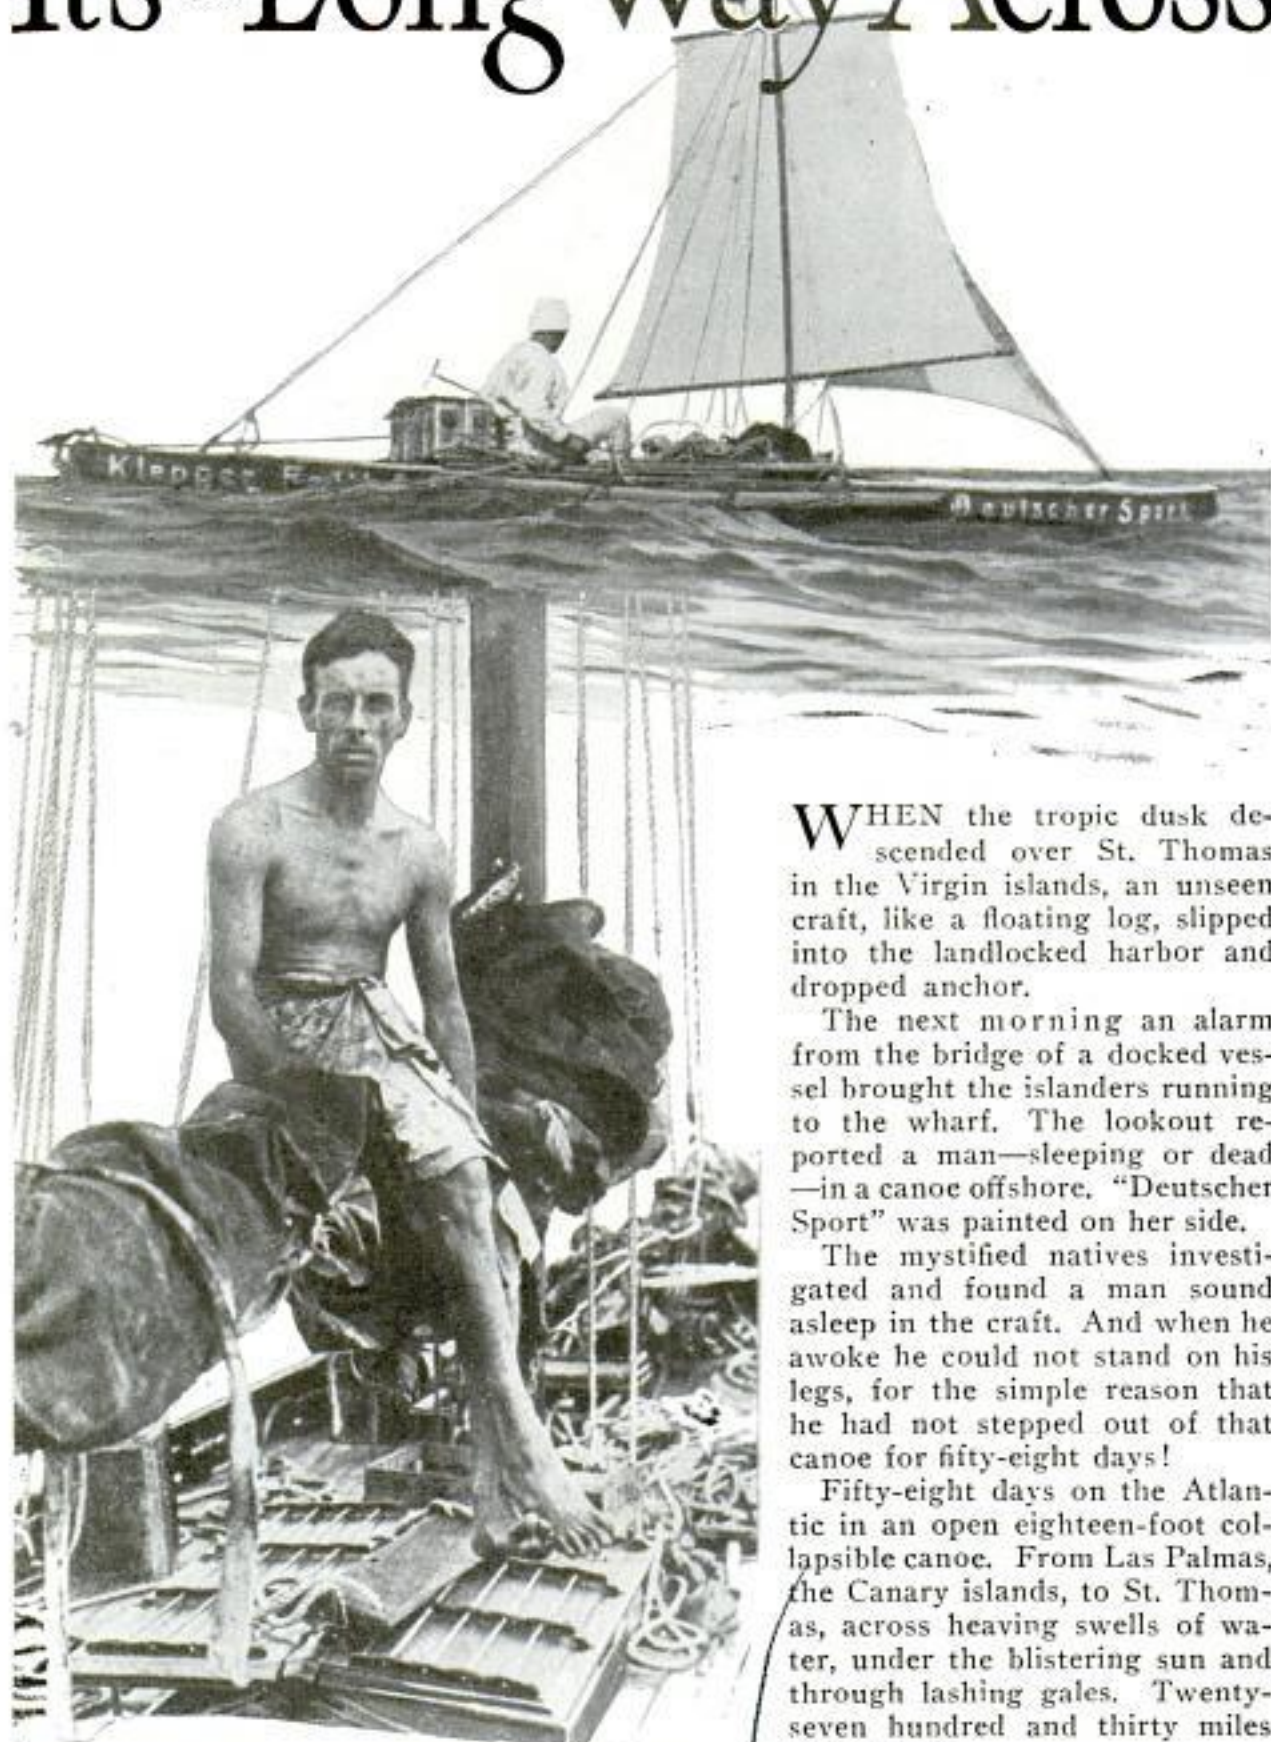 Its Long Way Across
Klepper
Deutscher Sport
WHEN the tropic dusk de-
scended over St. Thomas
in the Virgin islands, an unseen
craft, like a floating log, slipped
into the landlocked harbor and
dropped anchor.
The next morning an alarm
from the bridge of a docked ves-
sel brought the islanders running
to the wharf. The lookout re-
ported a man—sleeping or dead
—in a canoe offshore. “Deutscher
Sport” was painted on her side.
The mystified natives investi-
gated and found a man sound
asleep in the craft. And when he
awoke he could not stand on his
legs, for the simple reason that
he had not stepped out of that
canoe for fifty-eight days!
Fifty-eight days on the Atlan-
tic in an open eighteen-foot col-
lapsible canoe. From Las Palmas,
the Canary islands, to St. Thom-
as, across heaving swells of wa-
ter, under the blistering sun and
through lashing gales. Twenty-
seven hundred and thirty miles